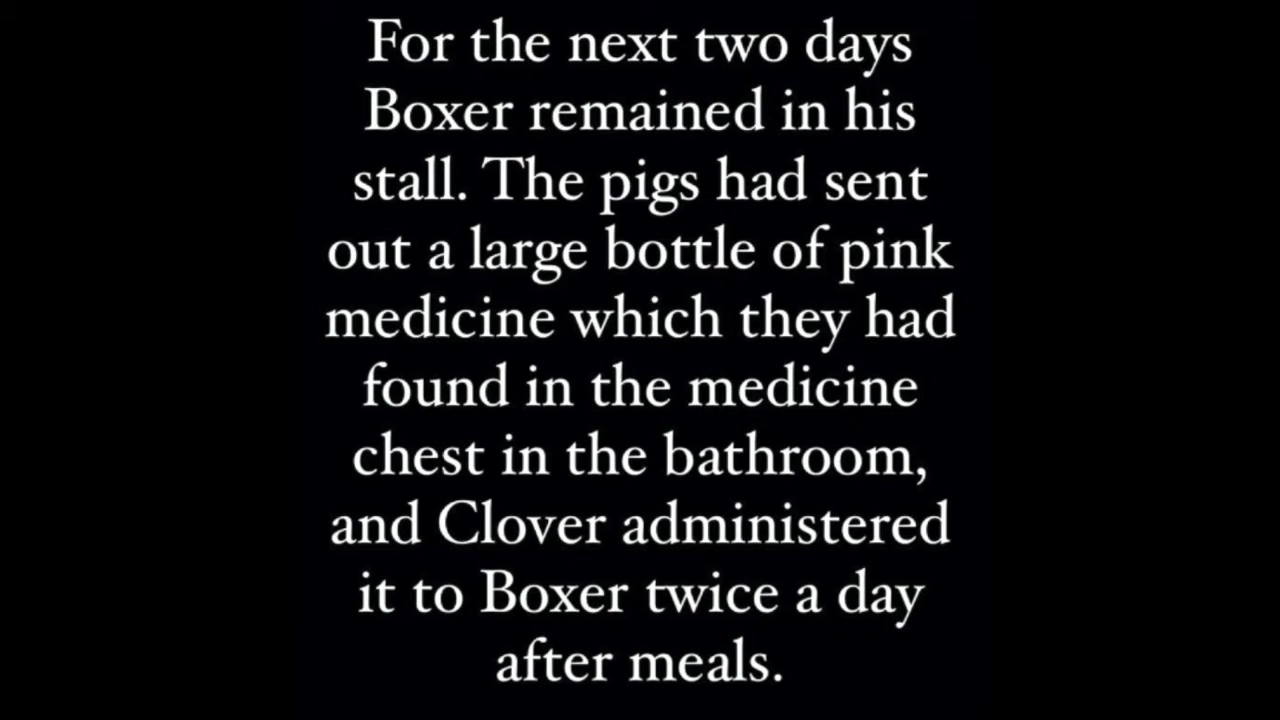 For the next two days
Boxer remained in his
stall. The pigs had sent
out a large bottle of pink
medicine which they had
found in the medicine
chest in the bathroom,
and Clover administered
it to Boxer twice a day
after meals.